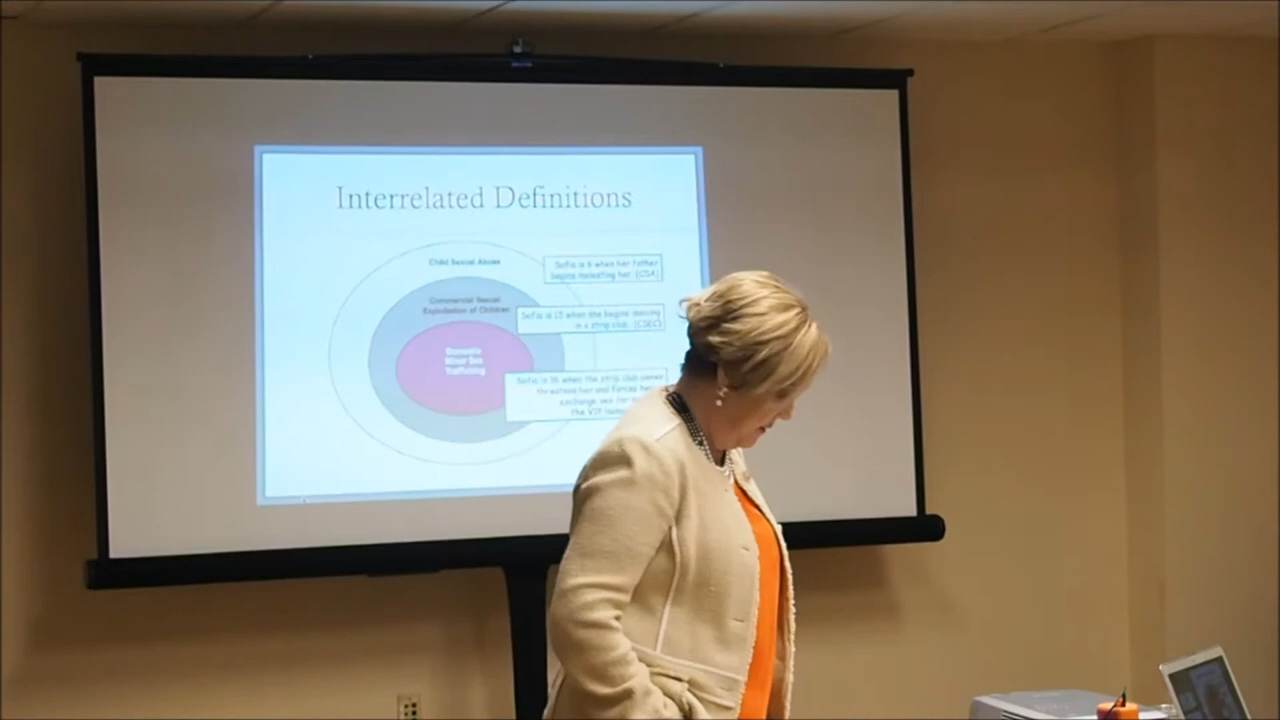 Interrelated Definitions
Child Sexual Abuse
Sofia is 6 when her father
begins molesting her. (CSA)
Commercial Sexual
Exploitation of Children
Sofia is 15 when she begins dancing
in a strip club. (CSEC)
Domestic
Minor Sex
Trafficking
Sofia is 16 when the strip club owner
threatens her and forces her
exchange sex for
the VIP